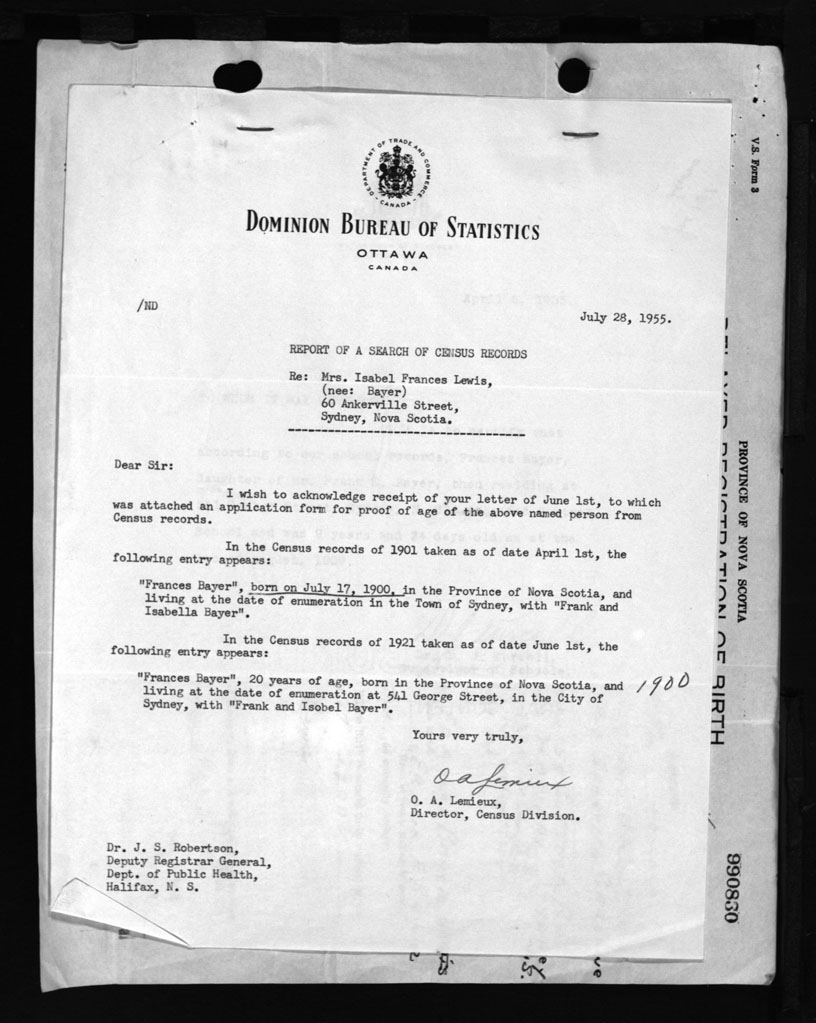 DEPARTMENT OF TRADE AND COMMERCE
CANADA
DOMINION BUREAU OF STATISTICS
OTTAWA
CANADA
/ND
July 28, 1955.
REPORT OF A SEARCH OF CENSUS RECORDS
Re: Mrs. Isabel Frances Lewis,
(nee: Bayer)
60 Ankerville Street,
Sydney, Nova Scotia.
Dear Sir:
I wish to acknowledge receipt of your letter of June 1st, to which
was attached an application form for proof of age of the above named person from
Census records.
In the Census records of 1901 taken as of date April 1st, the
following entry appears:
"Frances Bayer", born on July 17, 1900, in the Province of Nova Scotia, and
living at the date of enumeration in the Town of Sydney, with "Frank and
Isabella Bayer".
In the Census records of 1921 taken as of date June 1st, the
following entry appears:
"Frances Bayer", 20 years of age, born in the Province of Nova Scotia, and
living at the date of enumeration at 541 George Street, in the City of
Sydney, with "Frank and Isobel Bayer".
1900
Yours very truly,
O A Lemieux
O. A. Lemieux,
Director, Census Division.
Dr. J. S. Robertson,
Deputy Registrar General,
Dept. of Public Health,
Halifax, N. S.
V.S. Form 3
PROVINCE OF NOVA SCOTIA
REGISTRATION OF BIRTH
990830